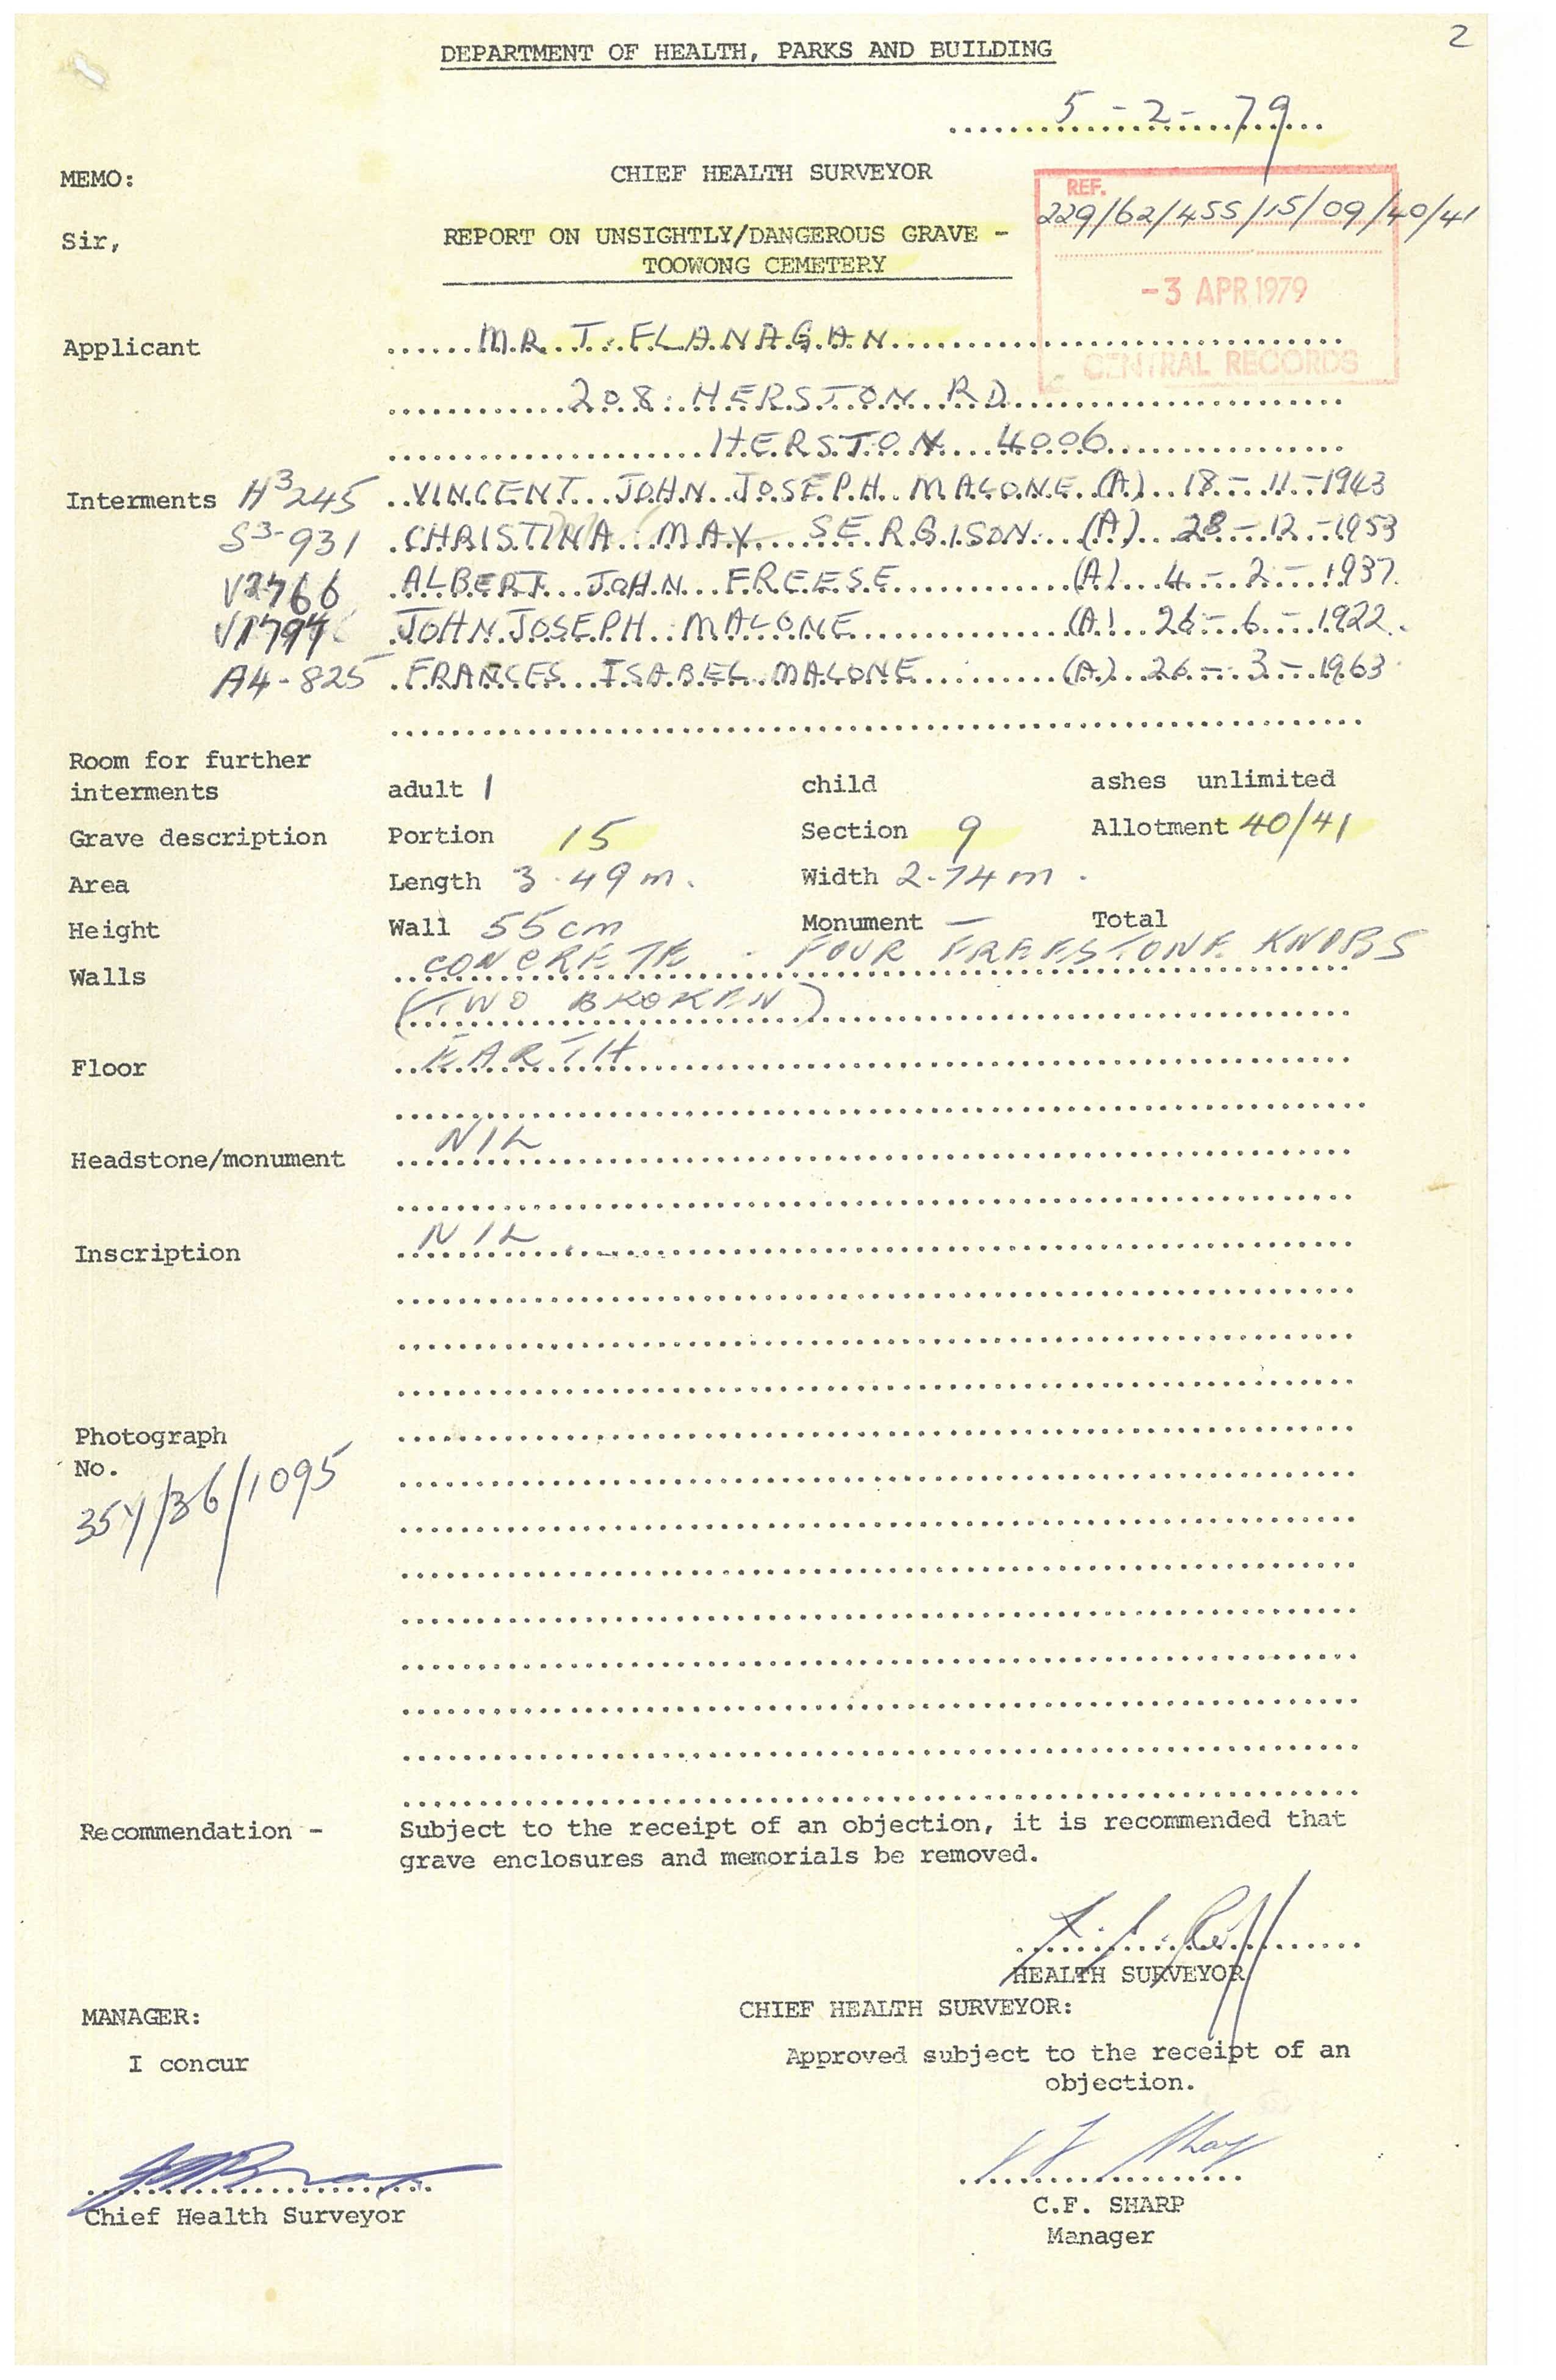 2
DEPARTMENT OF HEALTH, PARKS AND BUILDING
5-2-79
MEMO: CHIEF HEALTH SURVEYOR
REF.
229/62/455/15/09/40/41
Sir, REPORT ON UNSIGHTLY/DANGEROUS GRAVE -
TOOWONG CEMETERY
-3 APR 1979
CENTRAL RECORDS
Applicant MR T. FLANAGAN
208 HERSTON RD
HERSTON 4006
Interments H3 245 VINCENT JOHN JOSEPH MALONE (A) 18-11-1943
S3-931 CHRISTINA MAY SERGISON (A) 28-12-1953
V2766 ALBERT JOHN FREESE (A) 4-2-1937
V1794 JOHN JOSEPH MALONE (A) 26-6-1922
A4-825 FRANCES ISABEL MALONE (A) 26-3-1963
Room for further
interments adult 1 child ashes unlimited
Grave description Portion 15 Section 9 Allotment 40/41
Area Length 3.49m. Width 2.74m.
Height Wall 55cm Monument — Total
Walls CONCRETE - FOUR FREESTONE KNOBS
(TWO BROKEN)
Floor EARTH
Headstone/monument NIL
Inscription NIL
Photograph
No.
354/36/1095
Recommendation - Subject to the receipt of an objection, it is recommended that
grave enclosures and memorials be removed.
HEALTH SURVEYOR
MANAGER: CHIEF HEALTH SURVEYOR:
I concur Approved subject to the receipt of an
objection.
Chief Health Surveyor C.F. SHARP
Manager